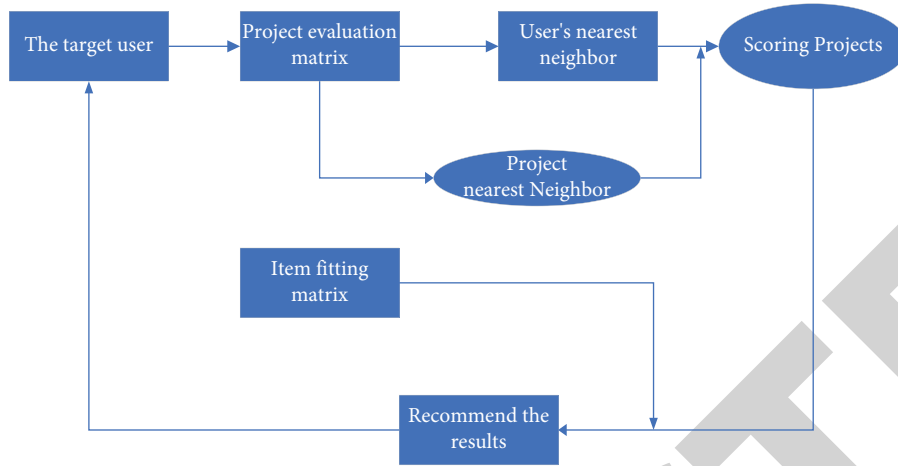 The target user
Project evaluation
matrix
User's nearest
neighbor
Scoring Projects
Project
nearest Neighbor
Item fitting
matrix
Recommend the
results